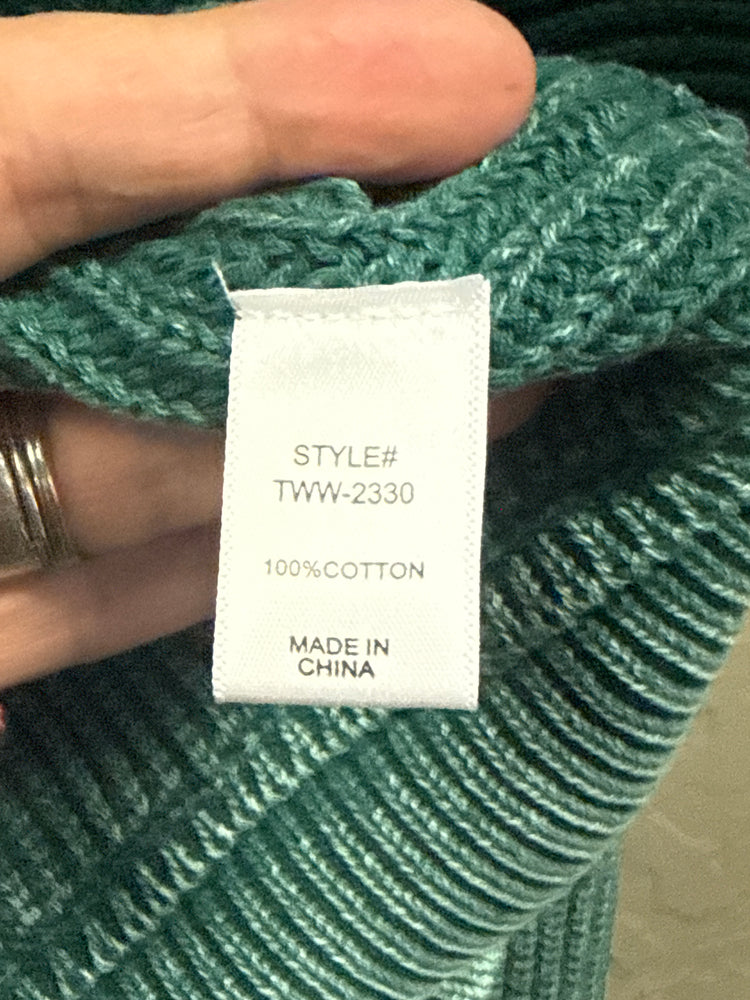 STYLE#
TWW-2330
100%COTTON
MADE IN
CHINA